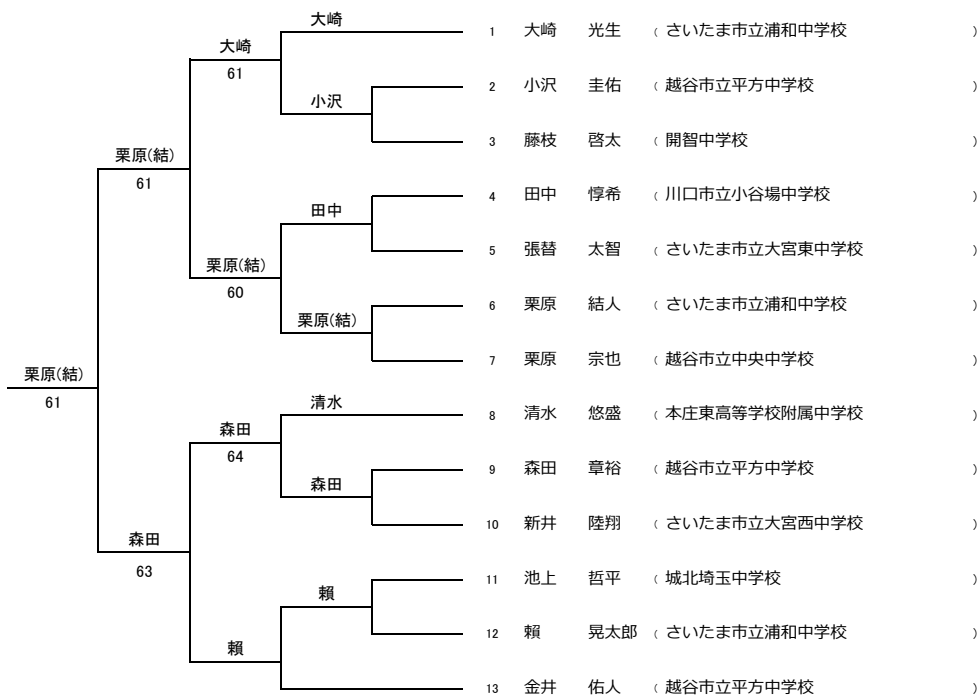 大崎
1 大崎 光生 ( さいたま市立浦和中学校 )
大崎
61
2 小沢 圭佑 ( 越谷市立平方中学校 )
小沢
3 藤枝 啓太 ( 開智中学校 )
栗原(結)
61
4 田中 惇希 ( 川口市立小谷場中学校 )
田中
5 張替 太智 ( さいたま市立大宮東中学校 )
栗原(結)
60
6 栗原 結人 ( さいたま市立浦和中学校 )
栗原(結)
7 栗原 宗也 ( 越谷市立中央中学校 )
栗原(結)
61
清水
8 清水 悠盛 ( 本庄東高等学校附属中学校 )
森田
64
9 森田 章裕 ( 越谷市立平方中学校 )
森田
10 新井 陸翔 ( さいたま市立大宮西中学校 )
森田
63
11 池上 哲平 ( 城北埼玉中学校 )
賴
12 賴 晃太郎 ( さいたま市立浦和中学校 )
賴
13 金井 佑人 ( 越谷市立平方中学校 )